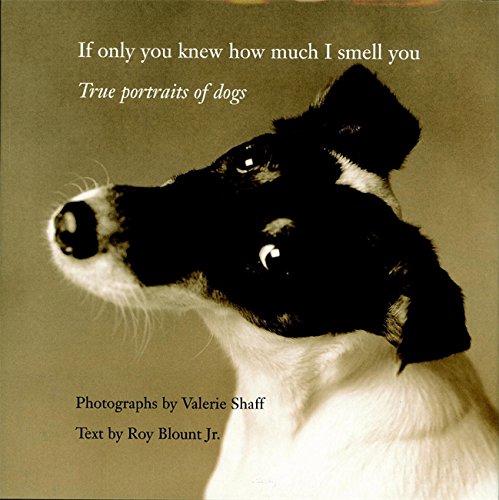 If only you knew how much I smell you
True portraits of dogs
Photographs by Valerie Shaff
Text by Roy Blount Jr.